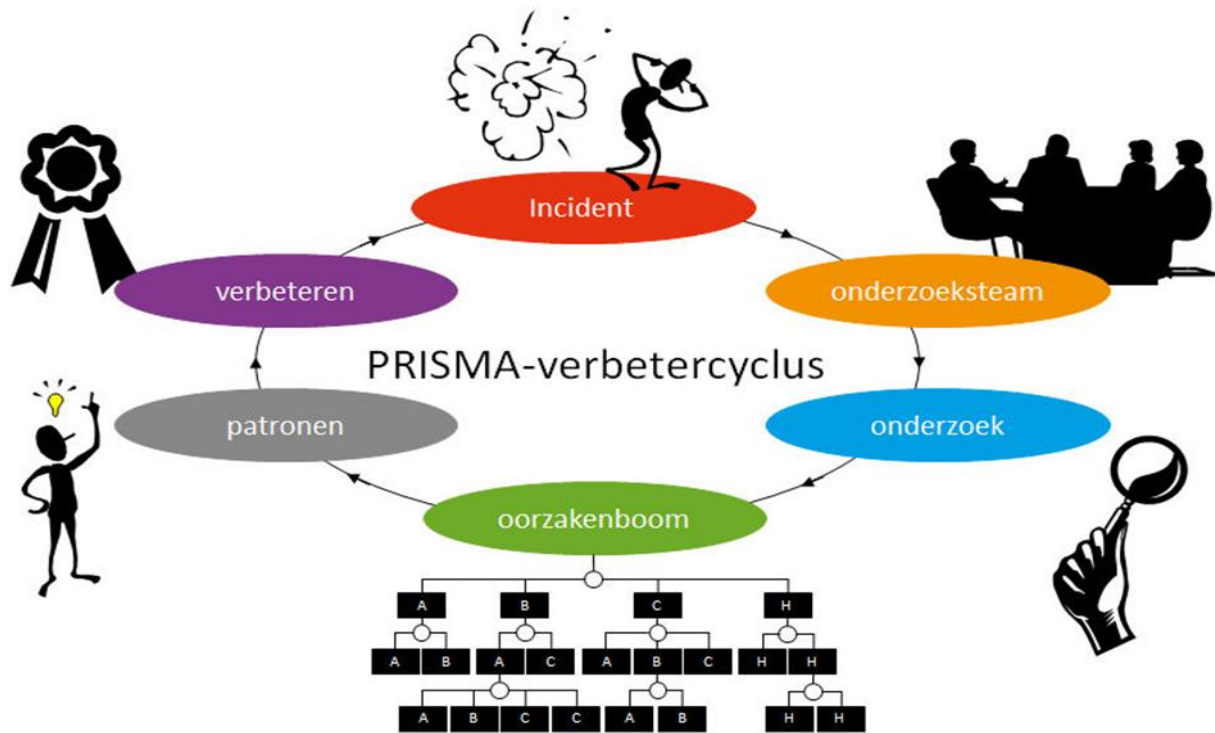 Incident
verbeteren
onderzoeksteam
PRISMA-verbetercyclus
patronen
onderzoek
oorzakenboom
A B C H
A B A C A B C H H
A B C C A B H H